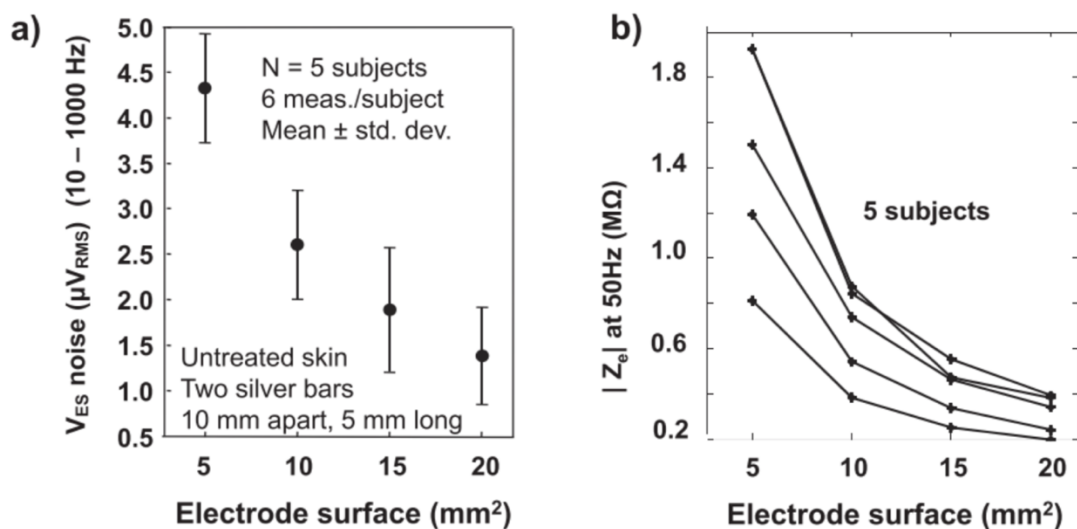 a)
V_ES noise (µV_RMS) (10 – 1000 Hz)
5.0
4.5
4.0
3.5
3.0
2.5
2.0
1.5
1.0
0.5
N = 5 subjects
6 meas./subject
Mean ± std. dev.
Untreated skin
Two silver bars
10 mm apart, 5 mm long
5 10 15 20
Electrode surface (mm²)
b)
| Z_e | at 50Hz (MΩ)
1.8
1.4
1.0
0.6
0.2
5 subjects
5 10 15 20
Electrode surface (mm²)